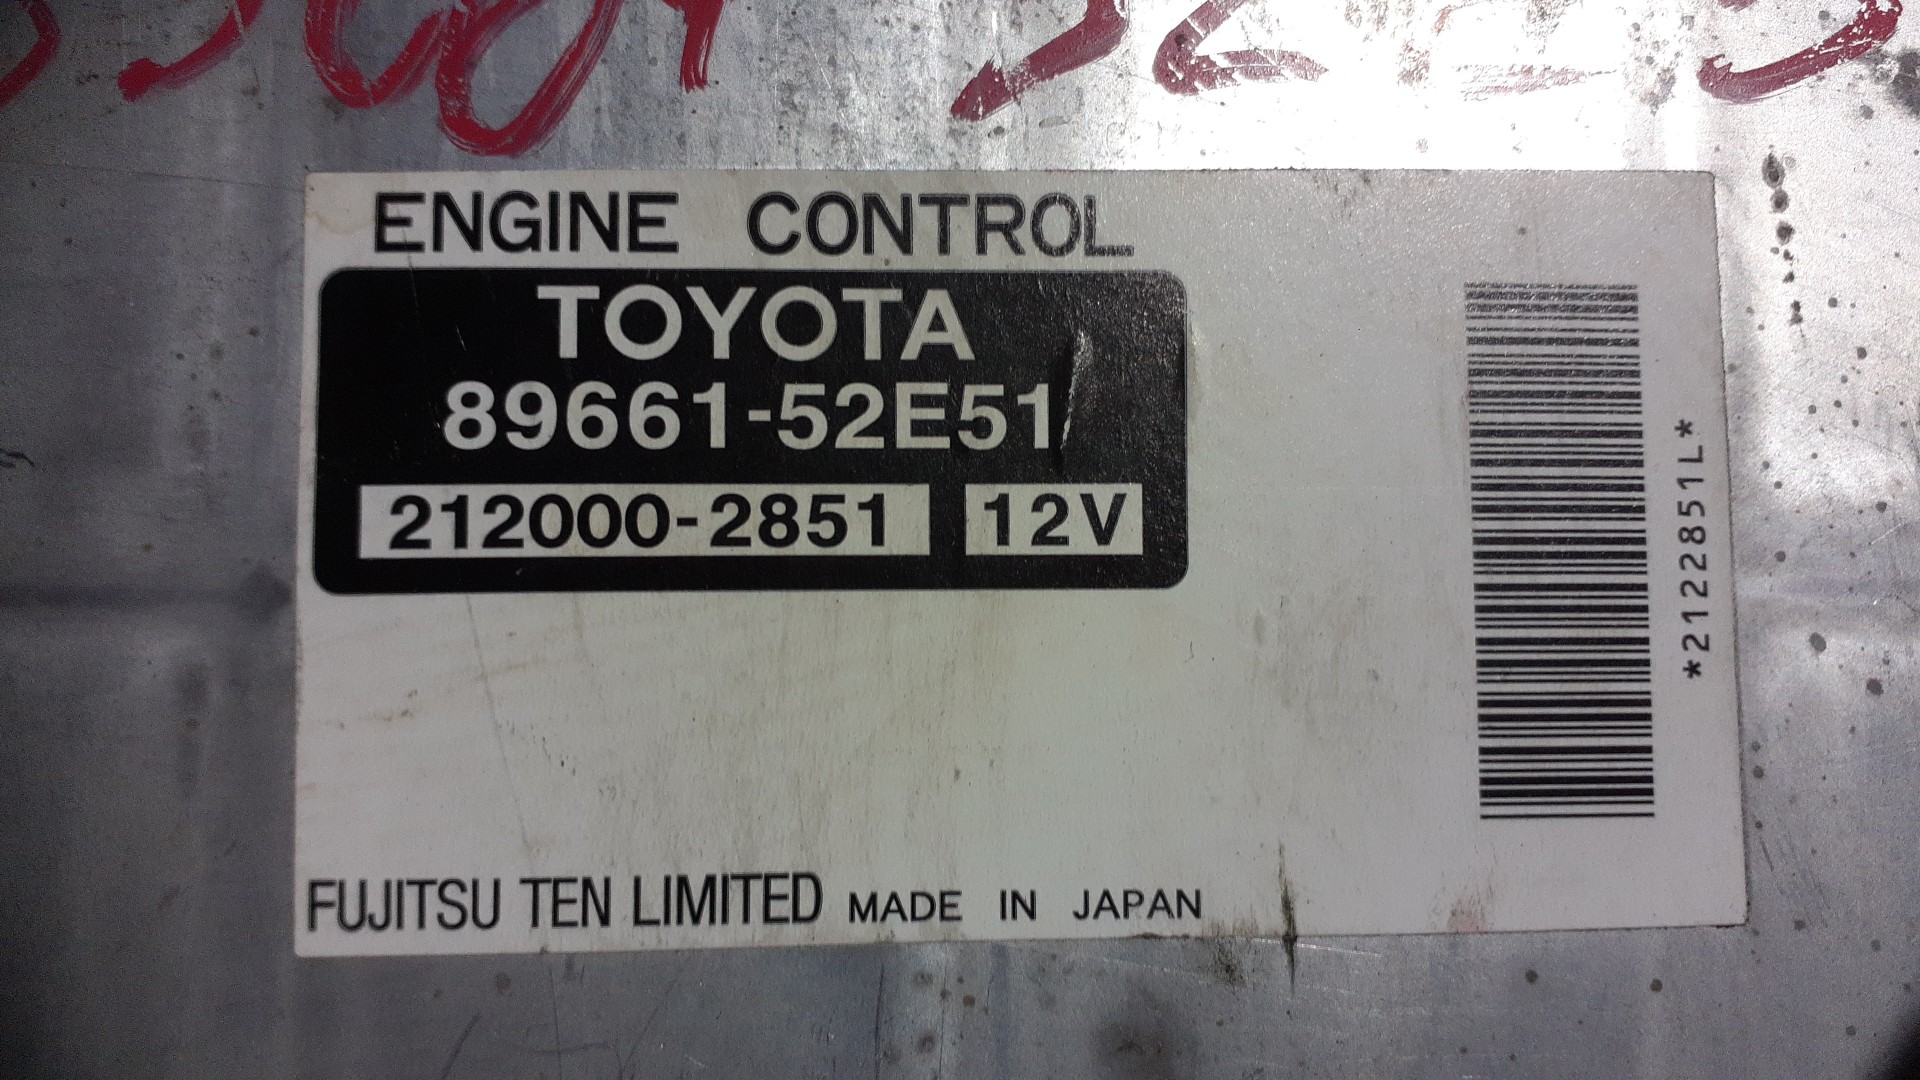 ENGINE CONTROL
TOYOTA
89661-52E51
212000-2851 12V
*2122851L*
FUJITSU TEN LIMITED MADE IN JAPAN